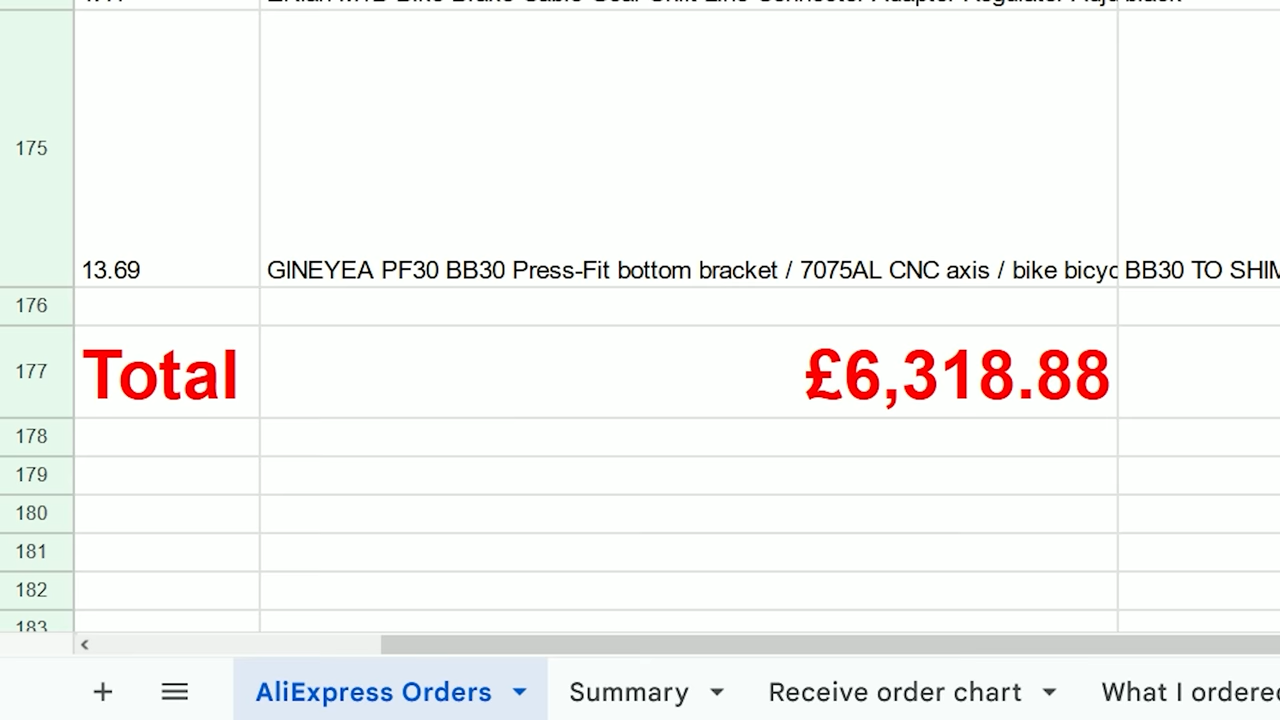 175
13.69 GINEYEA PF30 BB30 Press-Fit bottom bracket / 7075AL CNC axis / bike bicyc BB30 TO SHIM
176
177 Total £6,318.88
178
179
180
181
182
183
AliExpress Orders Summary Receive order chart What I ordered